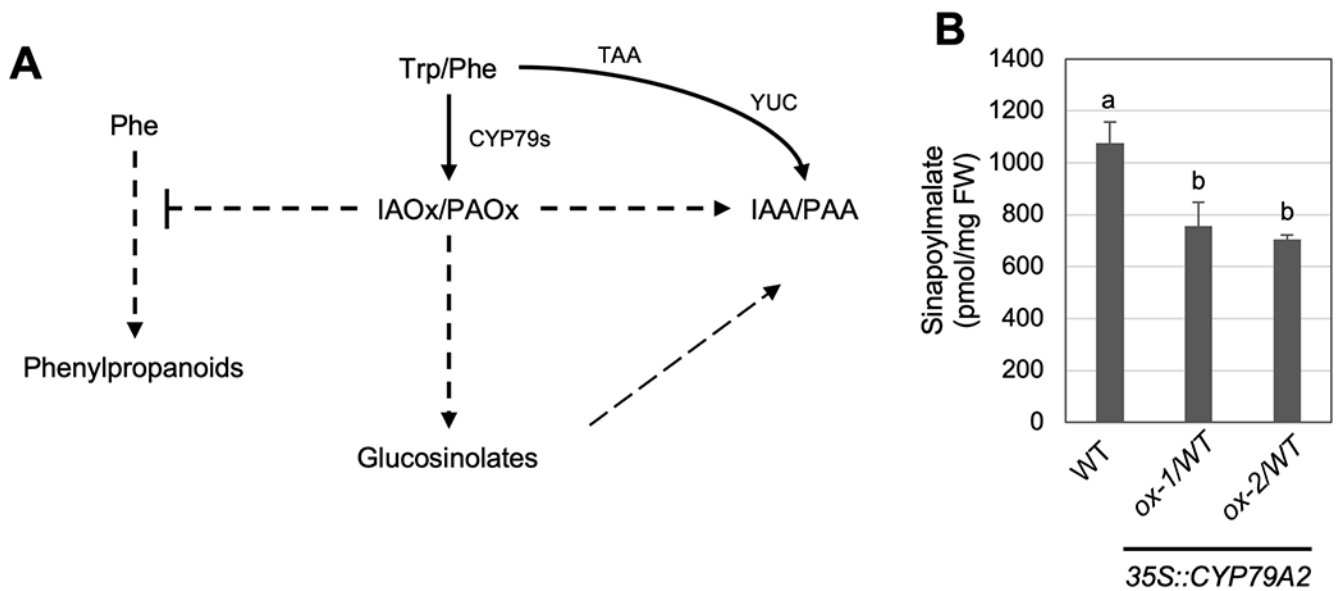 A
Trp/Phe
TAA
YUC
Phe
CYP79s
IAOx/PAOx
IAA/PAA
Phenylpropanoids
Glucosinolates
B
Sinapoylmalate
(pmol/mg FW)
1400
1200
1000
800
600
400
200
0
a
b
b
WT
ox-1/WT
ox-2/WT
35S::CYP79A2